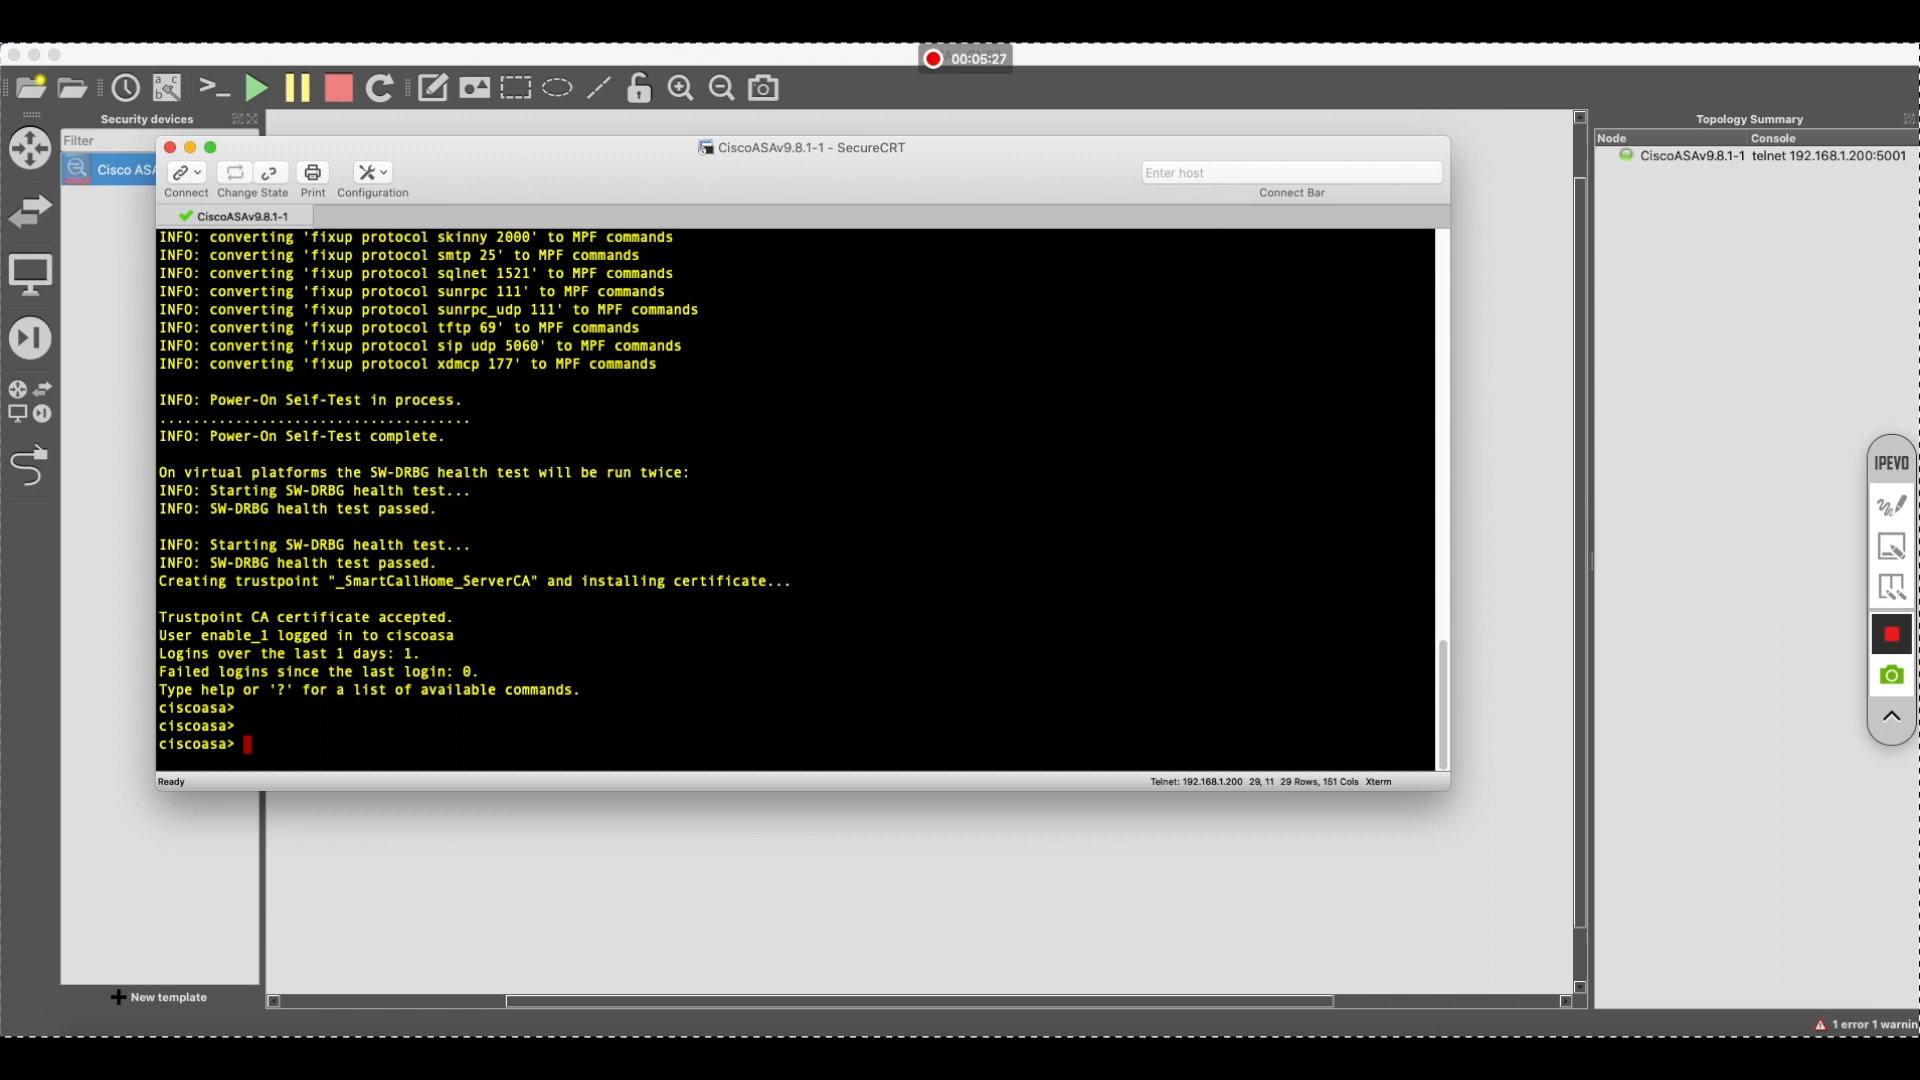 00:05:27
Security devices
Topology Summary
Filter
Node
Console
CiscoASAv9.8.1-1 telnet 192.168.1.200:5001
Cisco ASA
CiscoASAv9.8.1-1 - SecureCRT
Enter host
Connect
Change State
Print
Configuration
Connect Bar
CiscoASAv9.8.1-1
INFO: converting 'fixup protocol skinny 2000' to MPF commands
INFO: converting 'fixup protocol smtp 25' to MPF commands
INFO: converting 'fixup protocol sqlnet 1521' to MPF commands
INFO: converting 'fixup protocol sunrpc 111' to MPF commands
INFO: converting 'fixup protocol sunrpc_udp 111' to MPF commands
INFO: converting 'fixup protocol tftp 69' to MPF commands
INFO: converting 'fixup protocol sip udp 5060' to MPF commands
INFO: converting 'fixup protocol xdmcp 177' to MPF commands
INFO: Power-On Self-Test in process.
.....................................
INFO: Power-On Self-Test complete.
On virtual platforms the SW-DRBG health test will be run twice:
INFO: Starting SW-DRBG health test...
INFO: SW-DRBG health test passed.
INFO: Starting SW-DRBG health test...
INFO: SW-DRBG health test passed.
Creating trustpoint "_SmartCallHome_ServerCA" and installing certificate...
Trustpoint CA certificate accepted.
User enable_1 logged in to ciscoasa
Logins over the last 1 days: 1.
Failed logins since the last login: 0.
Type help or '?' for a list of available commands.
ciscoasa>
ciscoasa>
ciscoasa>
Ready
Telnet: 192.168.1.200 29, 11 29 Rows, 151 Cols Xterm
IPEVO
New template
1 error 1 warnin